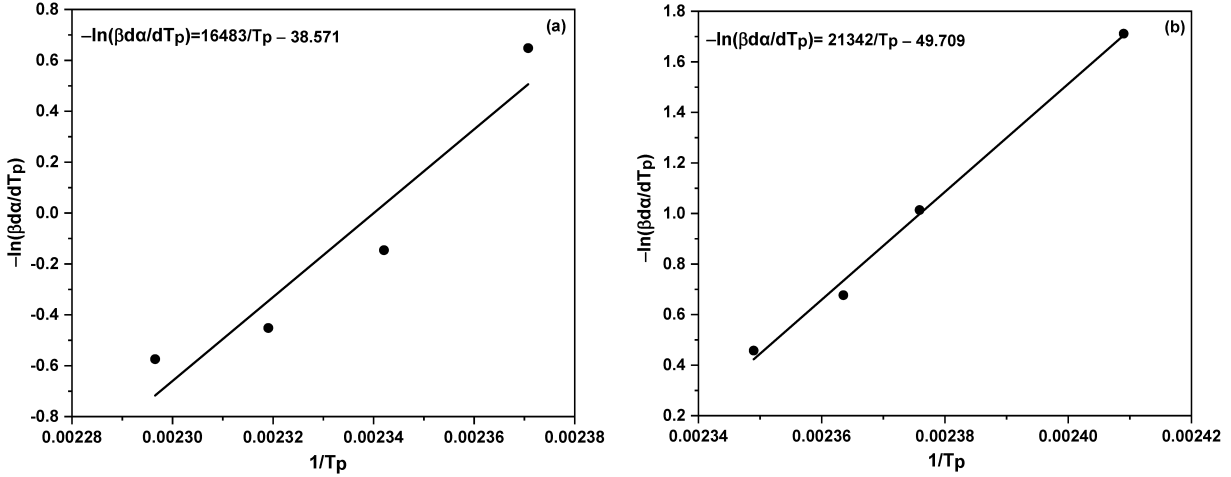 (a)
−ln(βdα/dTp)=16483/Tp − 38.571
0.8
0.6
0.4
0.2
0.0
-0.2
-0.4
-0.6
-0.8
−ln(βdα/dTp)
0.00228 0.00230 0.00232 0.00234 0.00236 0.00238
1/Tp
(b)
−ln(βdα/dTp)= 21342/Tp − 49.709
1.8
1.6
1.4
1.2
1.0
0.8
0.6
0.4
0.2
−ln(βdα/dTp)
0.00234 0.00236 0.00238 0.00240 0.00242
1/Tp